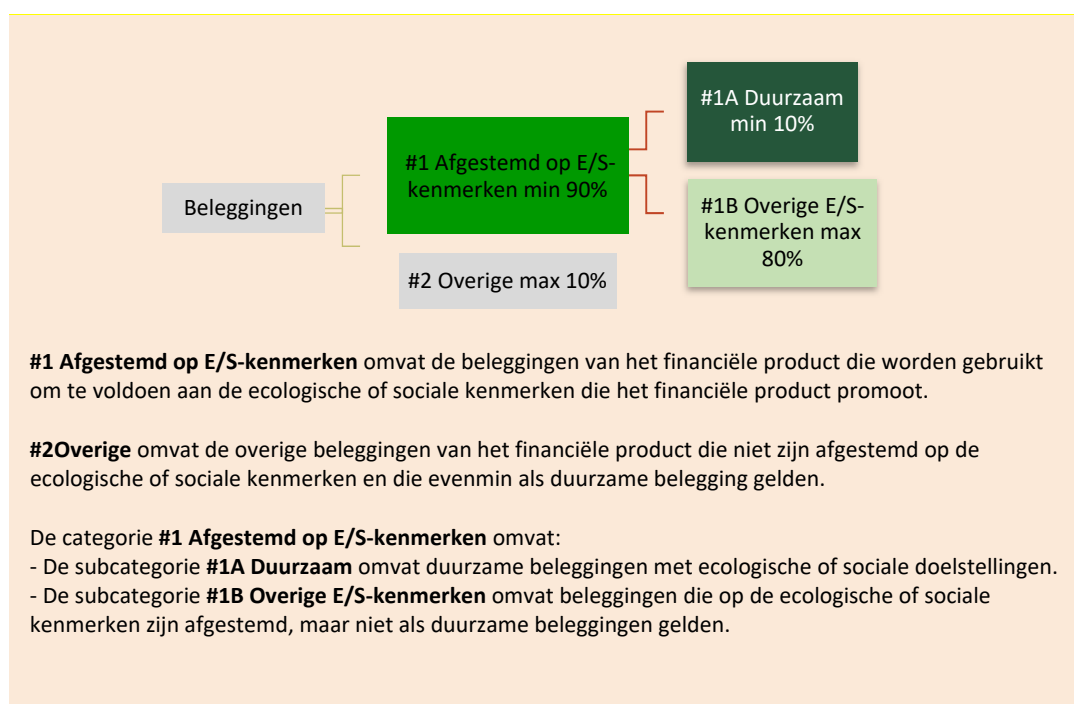 #1A Duurzaam
min 10%
#1 Afgestemd op E/S-
kenmerken min 90%
Beleggingen
#1B Overige E/S-
kenmerken max
80%
#2 Overige max 10%
#1 Afgestemd op E/S-kenmerken omvat de beleggingen van het financiële product die worden gebruikt
om te voldoen aan de ecologische of sociale kenmerken die het financiële product promoot.
#2Overige omvat de overige beleggingen van het financiële product die niet zijn afgestemd op de
ecologische of sociale kenmerken en die evenmin als duurzame belegging gelden.
De categorie #1 Afgestemd op E/S-kenmerken omvat:
- De subcategorie #1A Duurzaam omvat duurzame beleggingen met ecologische of sociale doelstellingen.
- De subcategorie #1B Overige E/S-kenmerken omvat beleggingen die op de ecologische of sociale
kenmerken zijn afgestemd, maar niet als duurzame beleggingen gelden.